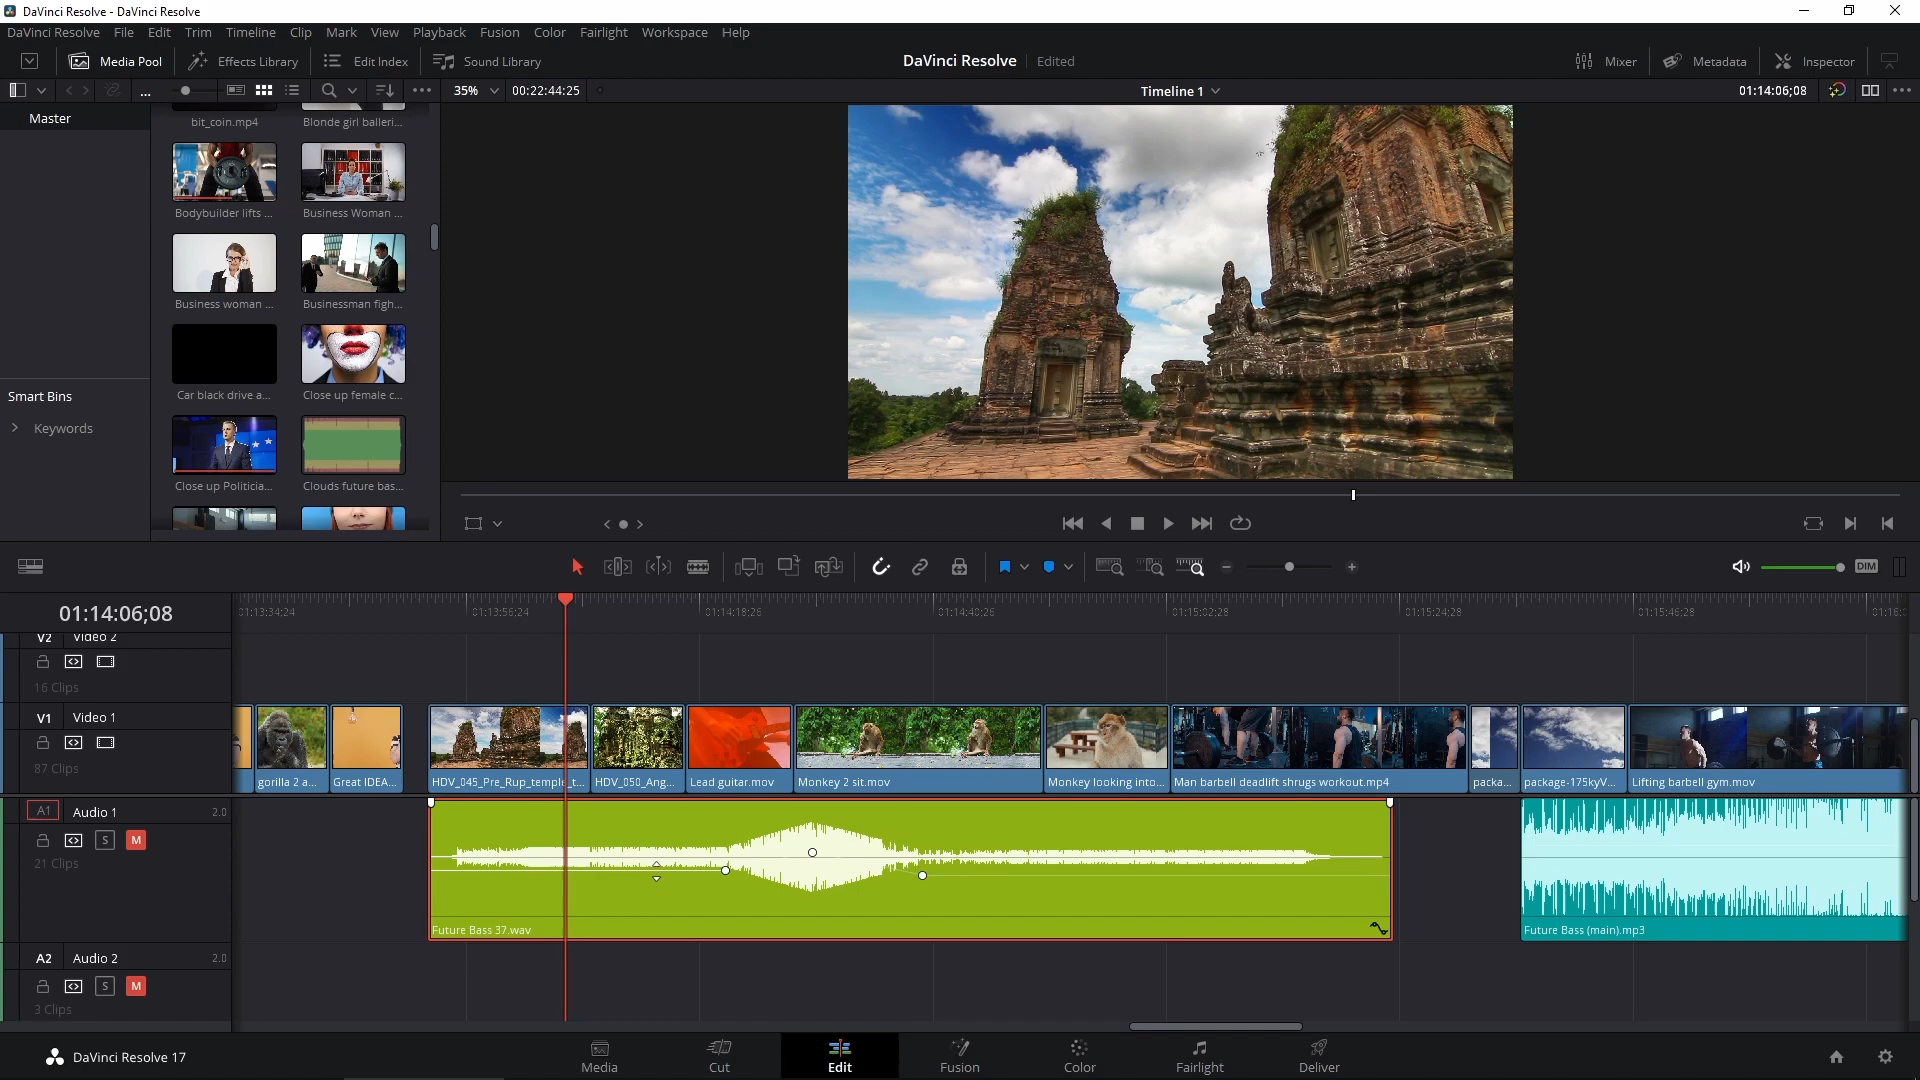 DaVinci Resolve - DaVinci Resolve
DaVinci Resolve File Edit Trim Timeline Clip Mark View Playback Fusion Color Fairlight Workspace Help
Media Pool Effects Library Edit Index Sound Library DaVinci Resolve Edited Mixer Metadata Inspector
35% 00:22:44:25 Timeline 1 01:14:06;08
Master
bit_coin.mp4 Blonde girl balleri...
Bodybuilder lifts ... Business Woman ...
Business woman ... Businessman figh...
Car black drive a... Close up female c...
Smart Bins
Keywords
Close up Politicia... Clouds future bas...
DIM
01:14:06;08
01:13:34;24 01:13:56;24 01:14:18;26 01:14:40;26 01:15:02;28 01:15:24;28 01:15:46;28 01:16:
V2 Video 2
16 Clips
V1 Video 1
87 Clips
gorilla 2 a... Great IDEA... HDV_045_Pre_Rup_temple_t... HDV_050_Ang... Lead guitar.mov Monkey 2 sit.mov Monkey looking into... Man barbell deadlift shrugs workout.mp4 packa... package-175kyV... Lifting barbell gym.mov
A1 Audio 1 2.0
S M
21 Clips
Future Bass 37.wav Future Bass (main).mp3
A2 Audio 2 2.0
S M
3 Clips
DaVinci Resolve 17
Media Cut Edit Fusion Color Fairlight Deliver